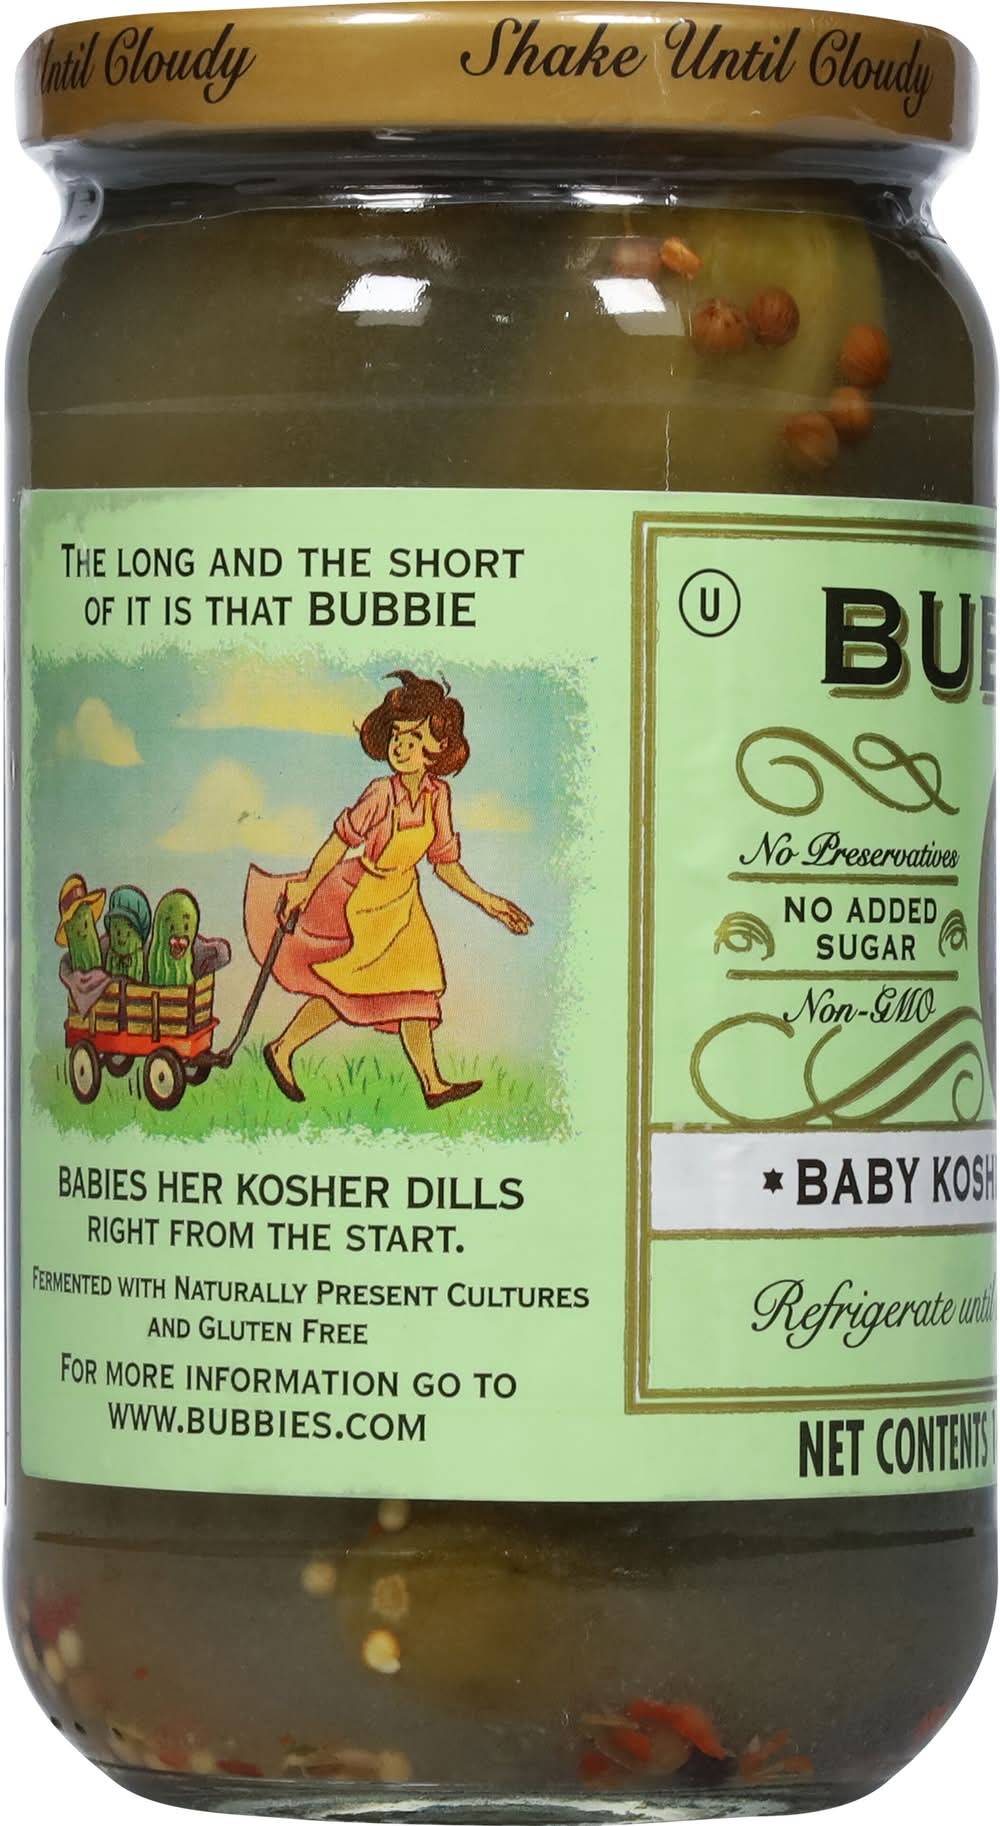 Until Cloudy
Shake Until Cloudy
THE LONG AND THE SHORT
OF IT IS THAT BUBBIE
BABIES HER KOSHER DILLS
RIGHT FROM THE START.
FERMENTED WITH NATURALLY PRESENT CULTURES
AND GLUTEN FREE
FOR MORE INFORMATION GO TO
WWW.BUBBIES.COM
U
BUB
No Preservatives
NO ADDED
SUGAR
Non-GMO
BABY KOSH
Refrigerate until
NET CONTENTS